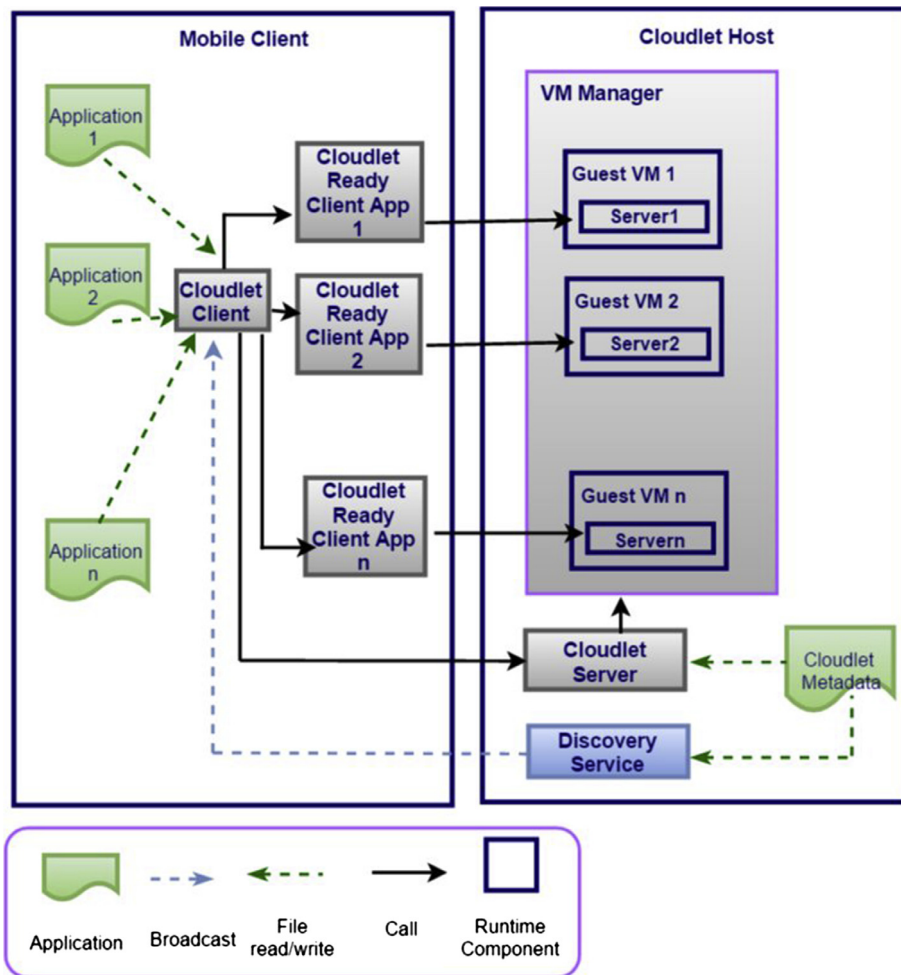 Mobile Client
Application
1
Application
2
Application
n
Cloudlet
Client
Cloudlet
Ready
Client App
1
Cloudlet
Ready
Client App
2
Cloudlet
Ready
Client App
n
Cloudlet Host
VM Manager
Guest VM 1
Server1
Guest VM 2
Server2
Guest VM n
Servern
Cloudlet
Server
Cloudlet
Metadata
Discovery
Service
Application
Broadcast
File
read/write
Call
Runtime
Component